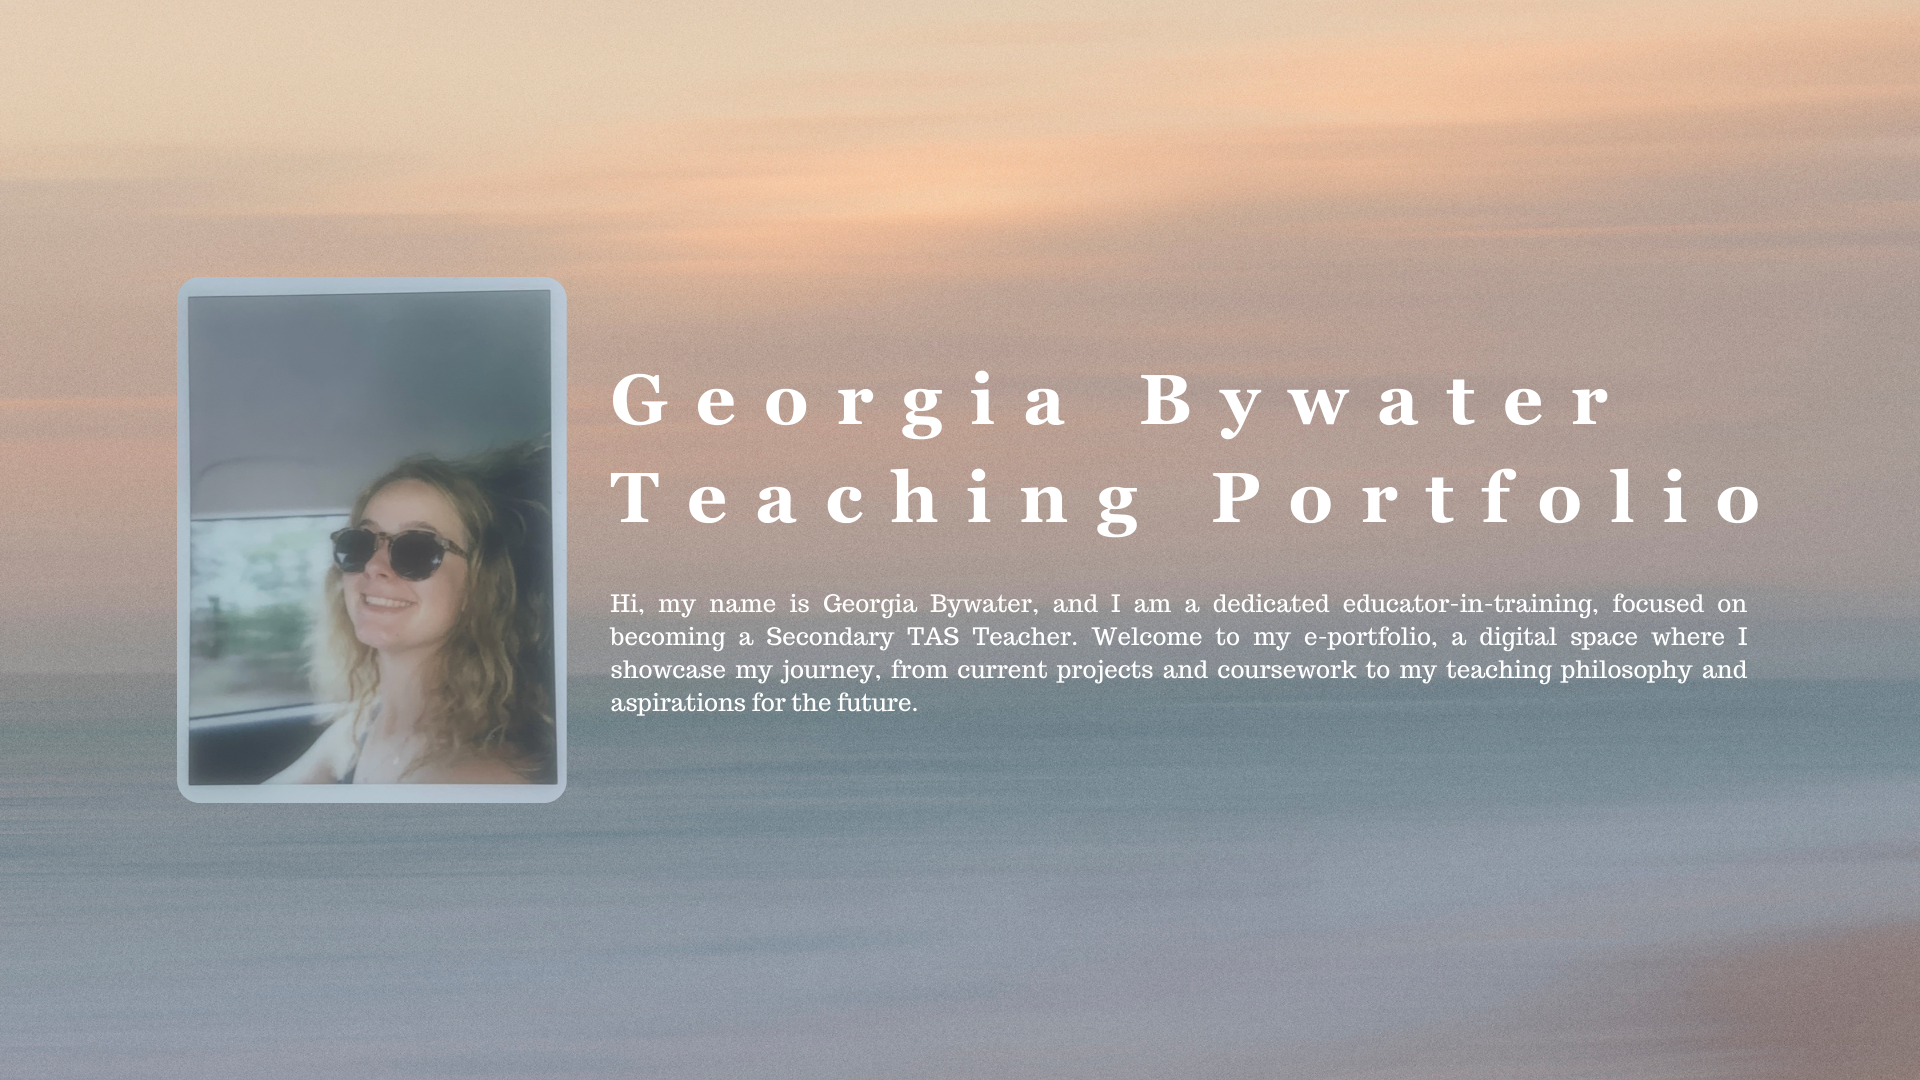 Georgia Bywater
Teaching Portfolio
Hi, my name is Georgia Bywater, and I am a dedicated educator-in-training, focused on
becoming a Secondary TAS Teacher. Welcome to my e-portfolio, a digital space where I
showcase my journey, from current projects and coursework to my teaching philosophy and
aspirations for the future.